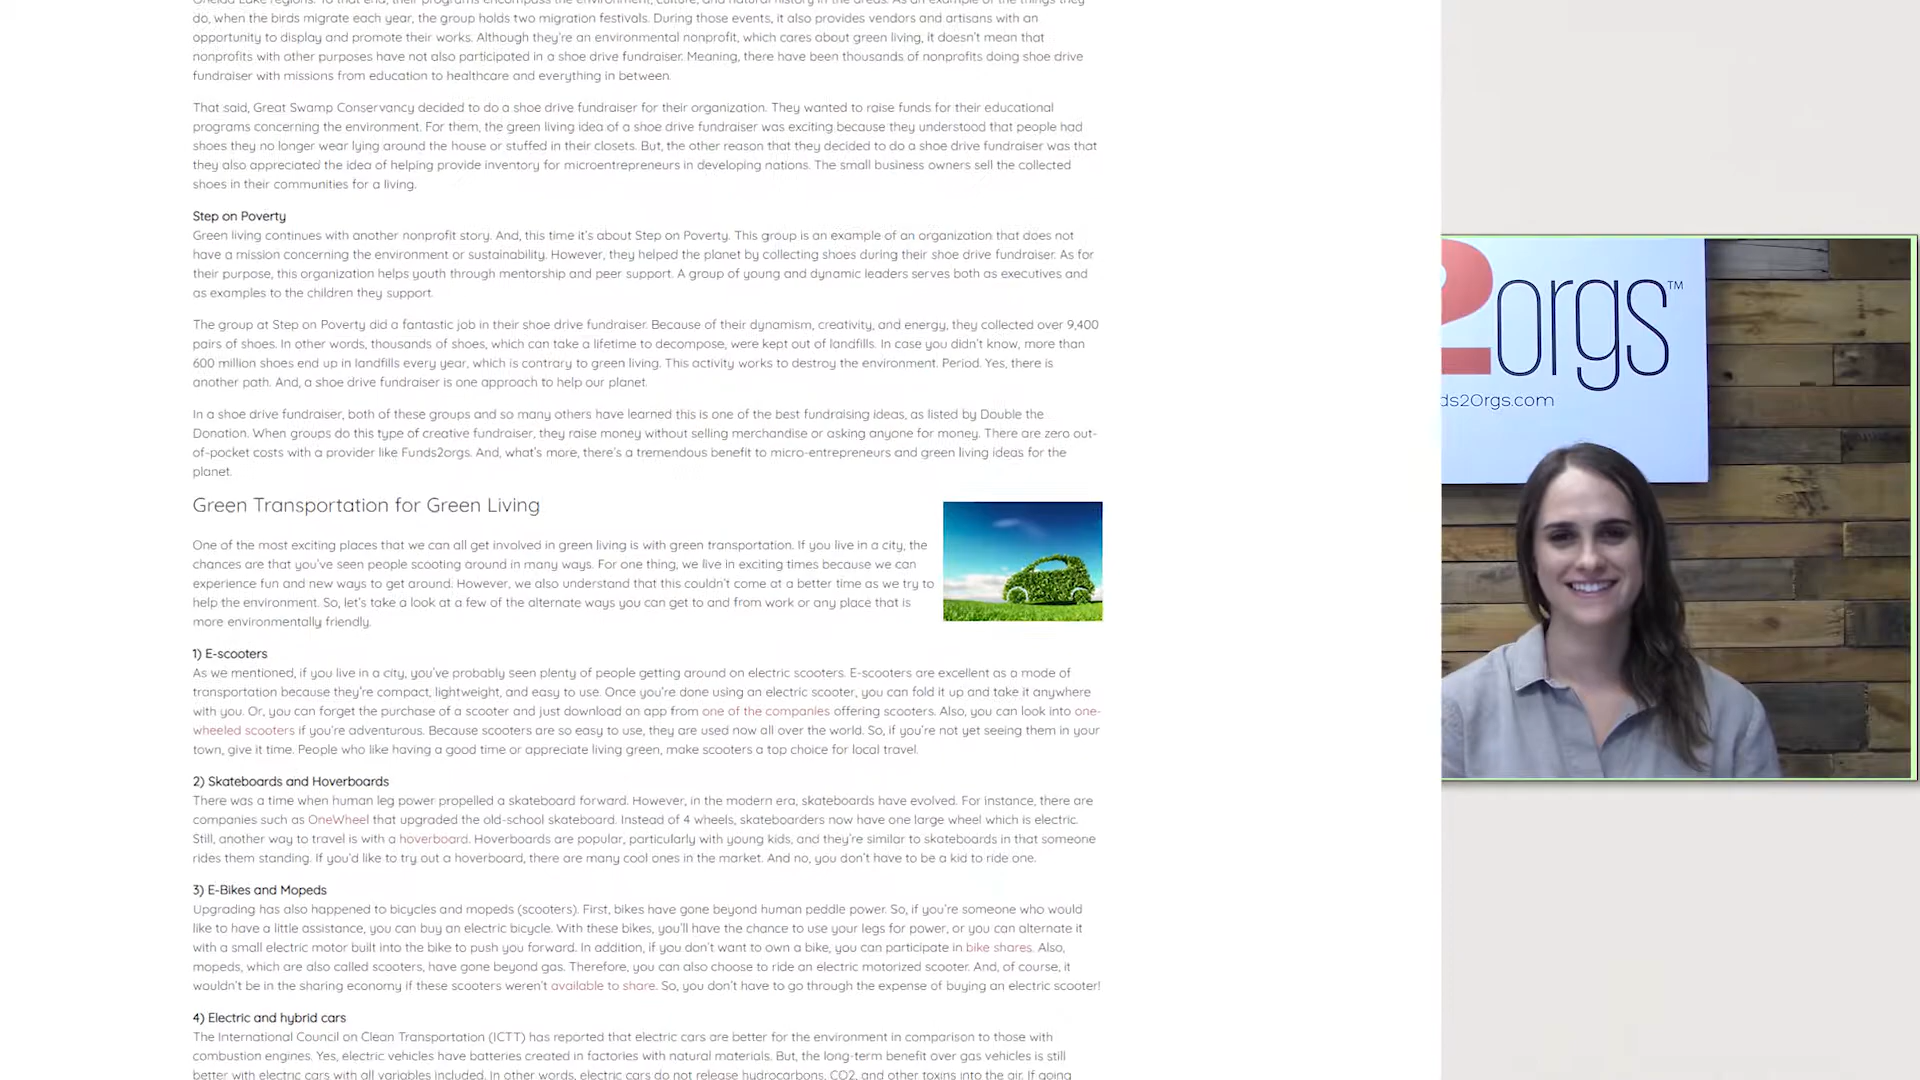 Oneida Lake regions. To that end, their programs encompass the environment, culture, and natural history in the areas. As an example of the things they
do, when the birds migrate each year, the group holds two migration festivals. During those events, it also provides vendors and artisans with an
opportunity to display and promote their works. Although they're an environmental nonprofit, which cares about green living, it doesn't mean that
nonprofits with other purposes have not also participated in a shoe drive fundraiser. Meaning, there have been thousands of nonprofits doing shoe drive
fundraiser with missions from education to healthcare and everything in between.
That said, Great Swamp Conservancy decided to do a shoe drive fundraiser for their organization. They wanted to raise funds for their educational
programs concerning the environment. For them, the green living idea of a shoe drive fundraiser was exciting because they understood that people had
shoes they no longer wear lying around the house or stuffed in their closets. But, the other reason that they decided to do a shoe drive fundraiser was that
they also appreciated the idea of helping provide inventory for microentrepreneurs in developing nations. The small business owners sell the collected
shoes in their communities for a living.
Step on Poverty
Green living continues with another nonprofit story. And, this time it's about Step on Poverty. This group is an example of an organization that does not
have a mission concerning the environment or sustainability. However, they helped the planet by collecting shoes during their shoe drive fundraiser. As for
their purpose, this organization helps youth through mentorship and peer support. A group of young and dynamic leaders serves both as executives and
as examples to the children they support.
The group at Step on Poverty did a fantastic job in their shoe drive fundraiser. Because of their dynamism, creativity, and energy, they collected over 9,400
pairs of shoes. In other words, thousands of shoes, which can take a lifetime to decompose, were kept out of landfills. In case you didn't know, more than
600 million shoes end up in landfills every year, which is contrary to green living. This activity works to destroy the environment. Period. Yes, there is
another path. And, a shoe drive fundraiser is one approach to help our planet.
In a shoe drive fundraiser, both of these groups and so many others have learned this is one of the best fundraising ideas, as listed by Double the
Donation. When groups do this type of creative fundraiser, they raise money without selling merchandise or asking anyone for money. There are zero out-
of-pocket costs with a provider like Funds2orgs. And, what's more, there's a tremendous benefit to micro-entrepreneurs and green living ideas for the
planet.
Green Transportation for Green Living
One of the most exciting places that we can all get involved in green living is with green transportation. If you live in a city, the
chances are that you've seen people scooting around in many ways. For one thing, we live in exciting times because we can
experience fun and new ways to get around. However, we also understand that this couldn't come at a better time as we try to
help the environment. So, let's take a look at a few of the alternate ways you can get to and from work or any place that is
more environmentally friendly.
1) E-scooters
As we mentioned, if you live in a city, you've probably seen plenty of people getting around on electric scooters. E-scooters are excellent as a mode of
transportation because they're compact, lightweight, and easy to use. Once you're done using an electric scooter, you can fold it up and take it anywhere
with you. Or, you can forget the purchase of a scooter and just download an app from one of the companies offering scooters. Also, you can look into one-
wheeled scooters if you're adventurous. Because scooters are so easy to use, they are used now all over the world. So, if you're not yet seeing them in your
town, give it time. People who like having a good time or appreciate living green, make scooters a top choice for local travel.
2) Skateboards and Hoverboards
There was a time when human leg power propelled a skateboard forward. However, in the modern era, skateboards have evolved. For instance, there are
companies such as OneWheel that upgraded the old-school skateboard. Instead of 4 wheels, skateboarders now have one large wheel which is electric.
Still, another way to travel is with a hoverboard. Hoverboards are popular, particularly with young kids, and they're similar to skateboards in that someone
rides them standing. If you'd like to try out a hoverboard, there are many cool ones in the market. And no, you don't have to be a kid to ride one.
3) E-Bikes and Mopeds
Upgrading has also happened to bicycles and mopeds (scooters). First, bikes have gone beyond human peddle power. So, if you're someone who would
like to have a little assistance, you can buy an electric bicycle. With these bikes, you'll have the chance to use your legs for power, or you can alternate it
with a small electric motor built into the bike to push you forward. In addition, if you don't want to own a bike, you can participate in bike shares. Also,
mopeds, which are also called scooters, have gone beyond gas. Therefore, you can also choose to ride an electric motorized scooter. And, of course, it
wouldn't be in the sharing economy if these scooters weren't available to share. So, you don't have to go through the expense of buying an electric scooter!
4) Electric and hybrid cars
The International Council on Clean Transportation (ICTT) has reported that electric cars are better for the environment in comparison to those with
combustion engines. Yes, electric vehicles have batteries created in factories with natural materials. But, the long-term benefit over gas vehicles is still
better with electric cars with all variables included. In other words, electric cars do not release hydrocarbons, CO2, and other toxins into the air. If going
2orgs™
ds2Orgs.com